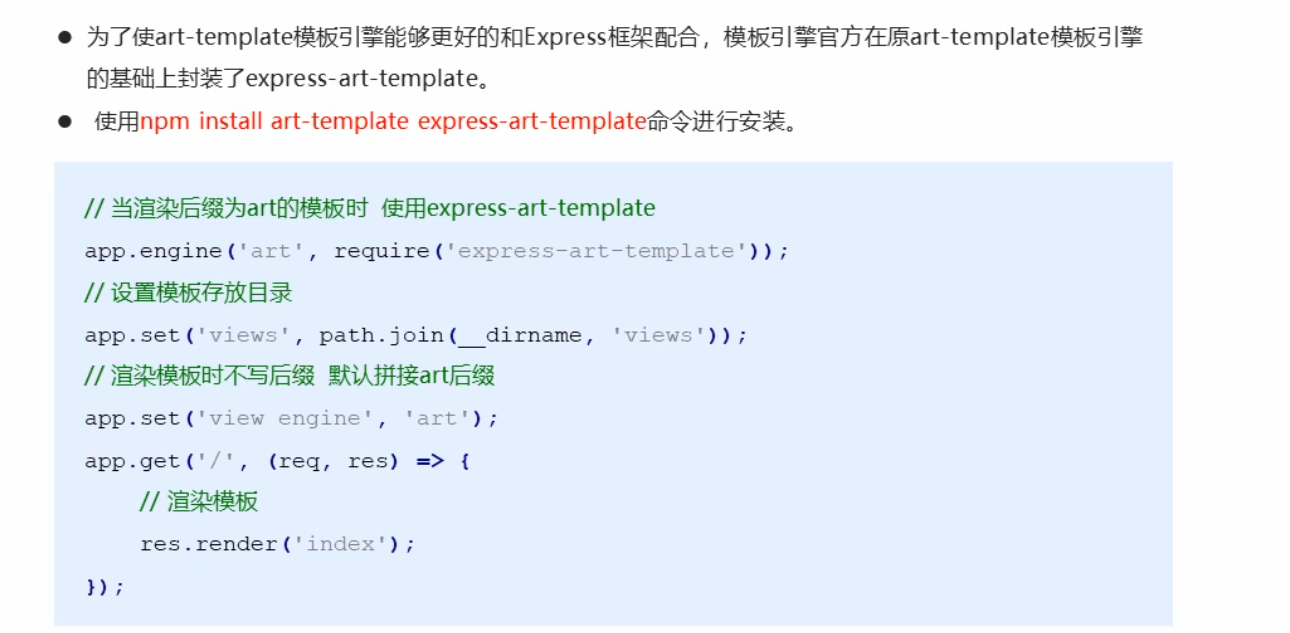 ● 为了使art-template模板引擎能够更好的和Express框架配合，模板引擎官方在原art-template模板引擎
的基础上封装了express-art-template。
● 使用npm install art-template express-art-template命令进行安装。
// 当渲染后缀为art的模板时 使用express-art-template
app.engine('art', require('express-art-template'));
// 设置模板存放目录
app.set('views', path.join(__dirname, 'views'));
// 渲染模板时不写后缀 默认拼接art后缀
app.set('view engine', 'art');
app.get('/', (req, res) => {
    // 渲染模板
    res.render('index');
});